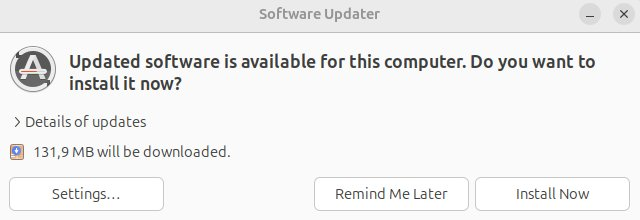 Software Updater
Updated software is available for this computer. Do you want to
install it now?
Details of updates
131,9 MB will be downloaded.
Settings…
Remind Me Later
Install Now